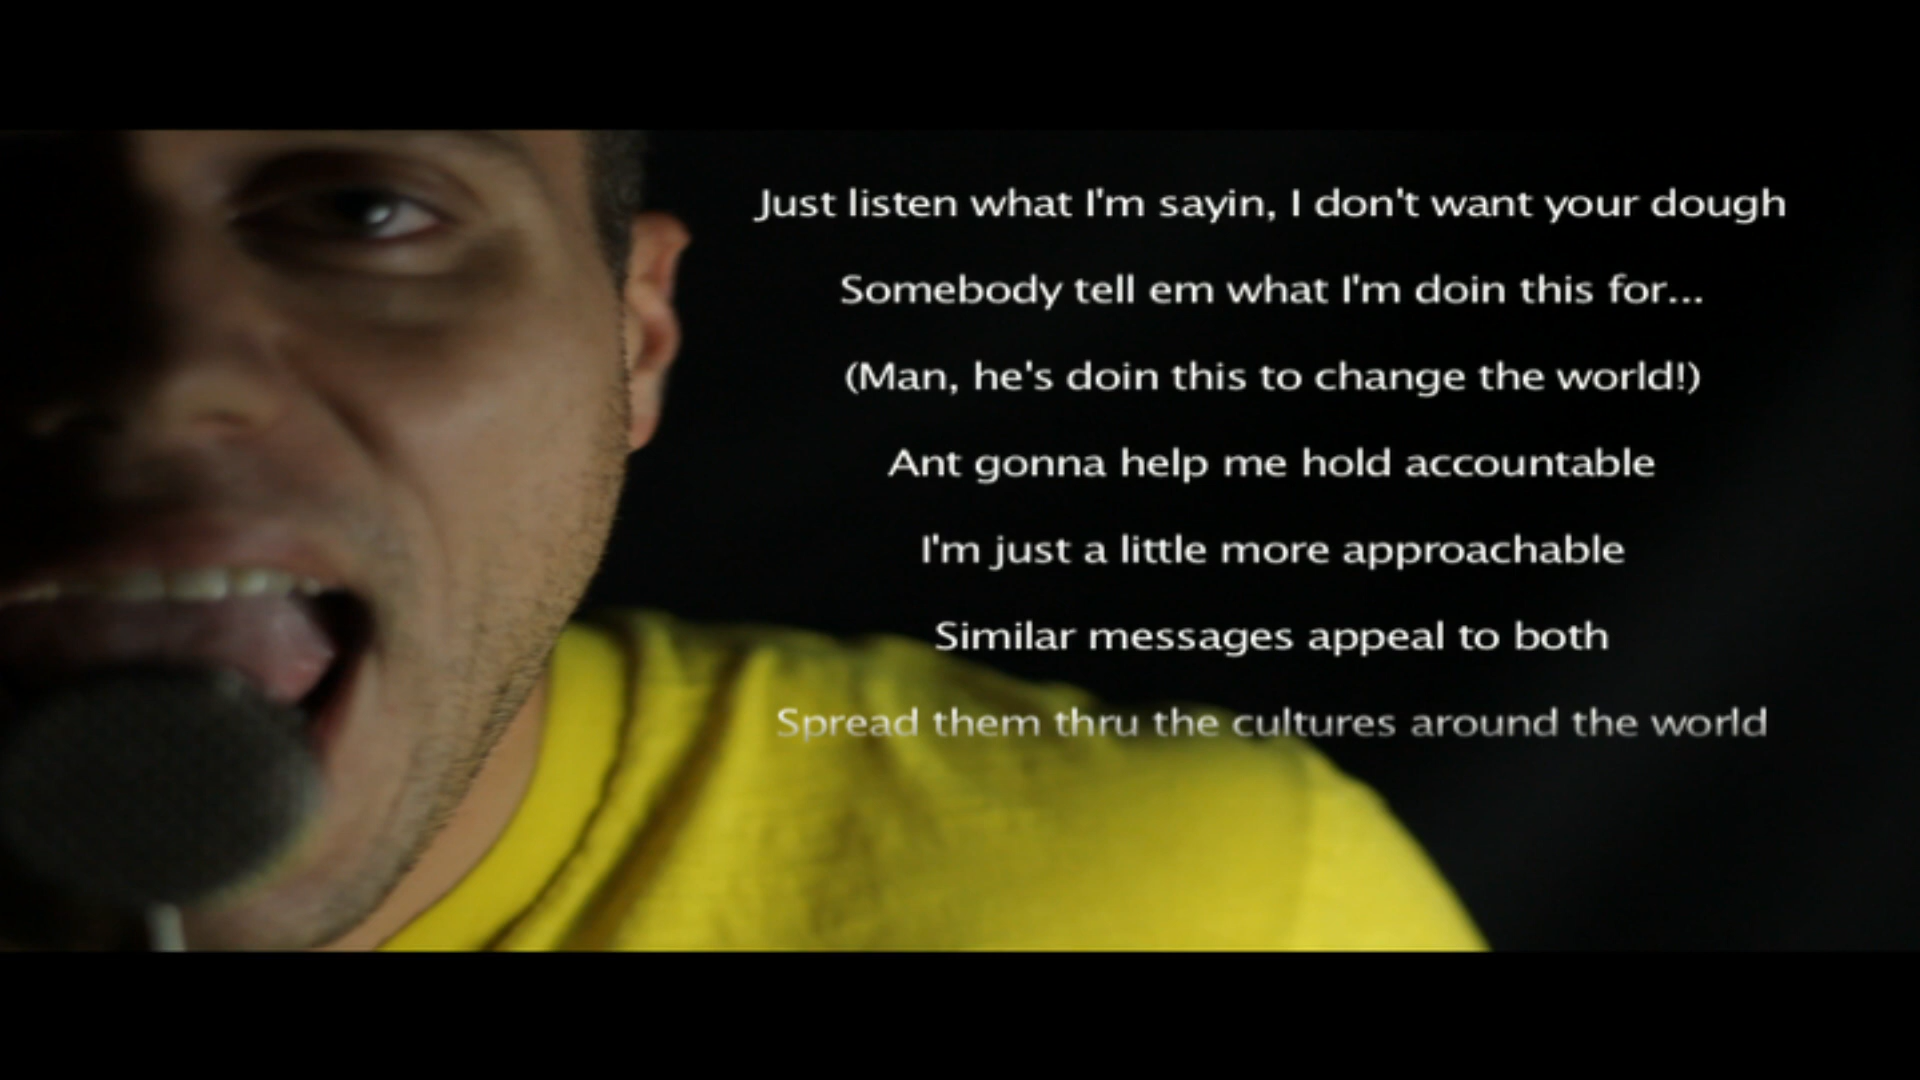 Just listen what I'm sayin, I don't want your dough
Somebody tell em what I'm doin this for...
(Man, he's doin this to change the world!)
Ant gonna help me hold accountable
I'm just a little more approachable
Similar messages appeal to both
Spread them thru the cultures around the world